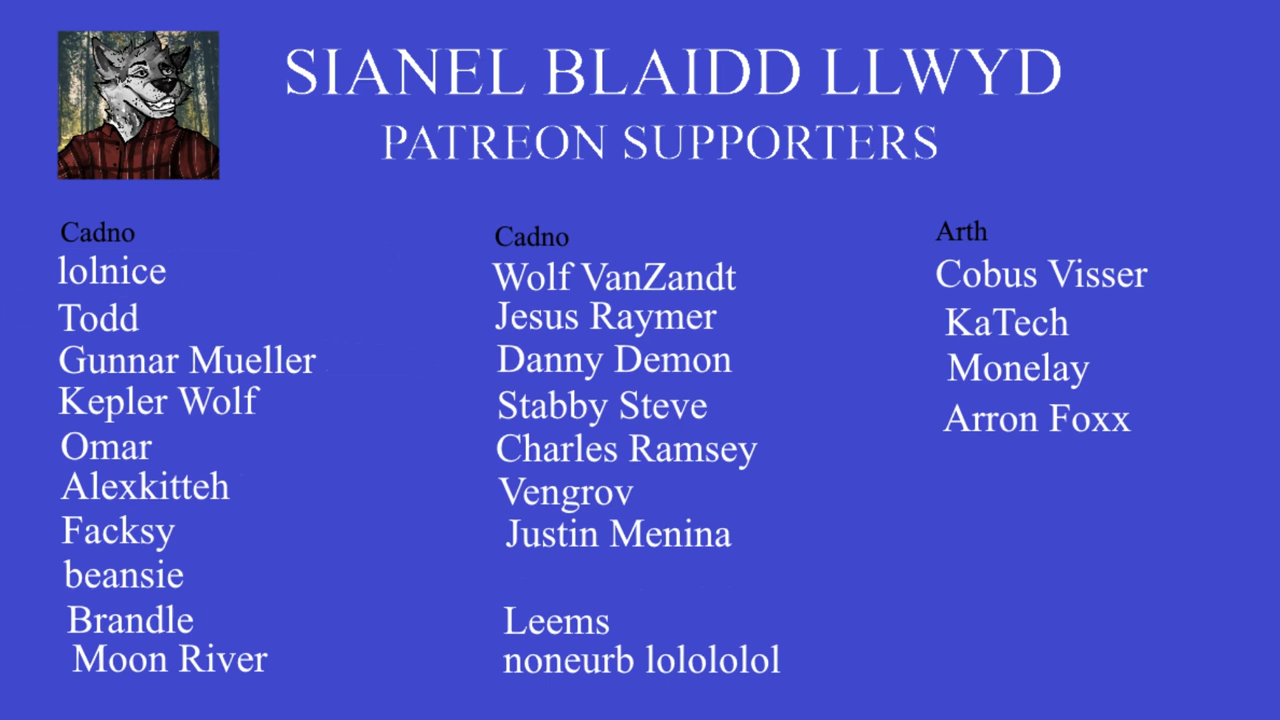 SIANEL BLAIDD LLWYD
PATREON SUPPORTERS
Cadno
lolnice
Todd
Gunnar Mueller
Kepler Wolf
Omar
Alexkitteh
Facksy
beansie
Brandle
Moon River
Cadno
Wolf VanZandt
Jesus Raymer
Danny Demon
Stabby Steve
Charles Ramsey
Vengrov
Justin Menina
Leems
noneurb lolololol
Arth
Cobus Visser
KaTech
Monelay
Arron Foxx